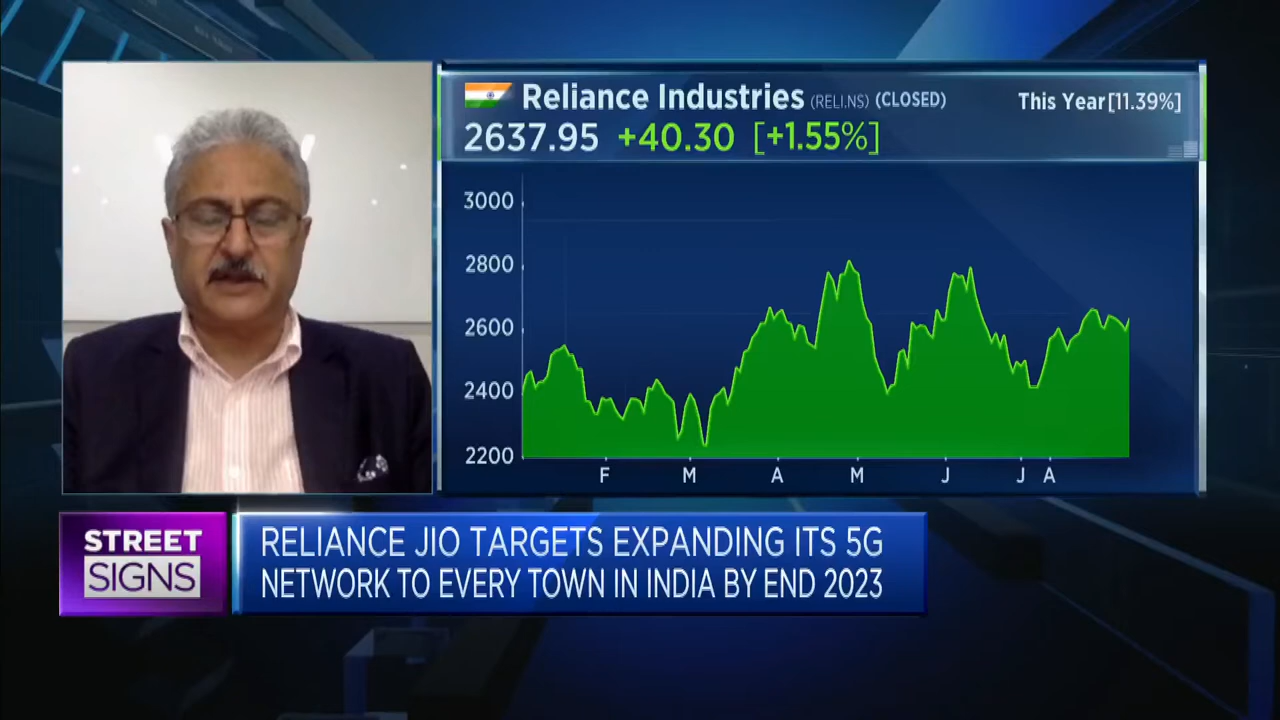 Reliance Industries (RELI.NS) (CLOSED) This Year[11.39%]
2637.95 +40.30 [+1.55%]
3000
2800
2600
2400
2200
F M A M J J A
STREET
SIGNS
RELIANCE JIO TARGETS EXPANDING ITS 5G
NETWORK TO EVERY TOWN IN INDIA BY END 2023